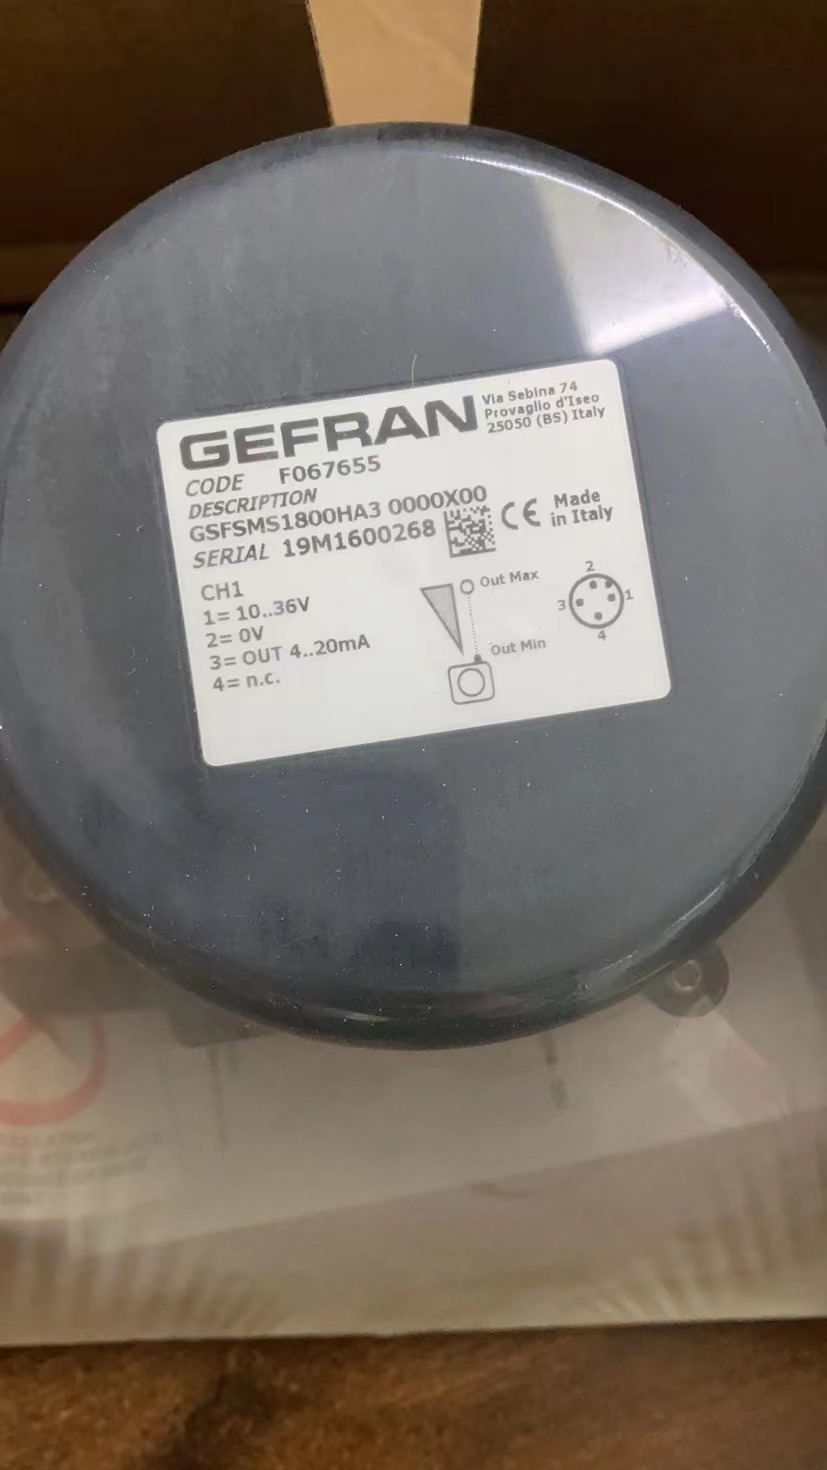 GEFRAN
Via Sebina 74
Provaglio d'Iseo
25050 (BS) Italy
CODE F067655
DESCRIPTION
GSFSMS1800HA3 0000X00
SERIAL 19M1600268
CE
Made
in Italy
CH1
1= 10..36V
2= 0V
3= OUT 4..20mA
4= n.c.
Out Max
Out Min
2
3
1
4